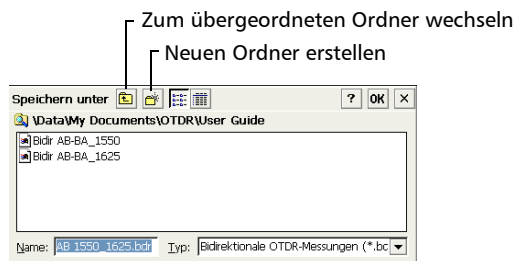 Zum übergeordneten Ordner wechseln
Neuen Ordner erstellen
Speichern unter ? OK ×
\Data\My Documents\OTDR\User Guide
Bidir AB-BA_1550
Bidir AB-BA_1625
Name: AB 1550_1625.bdr Typ: Bidirektionale OTDR-Messungen (*.bc